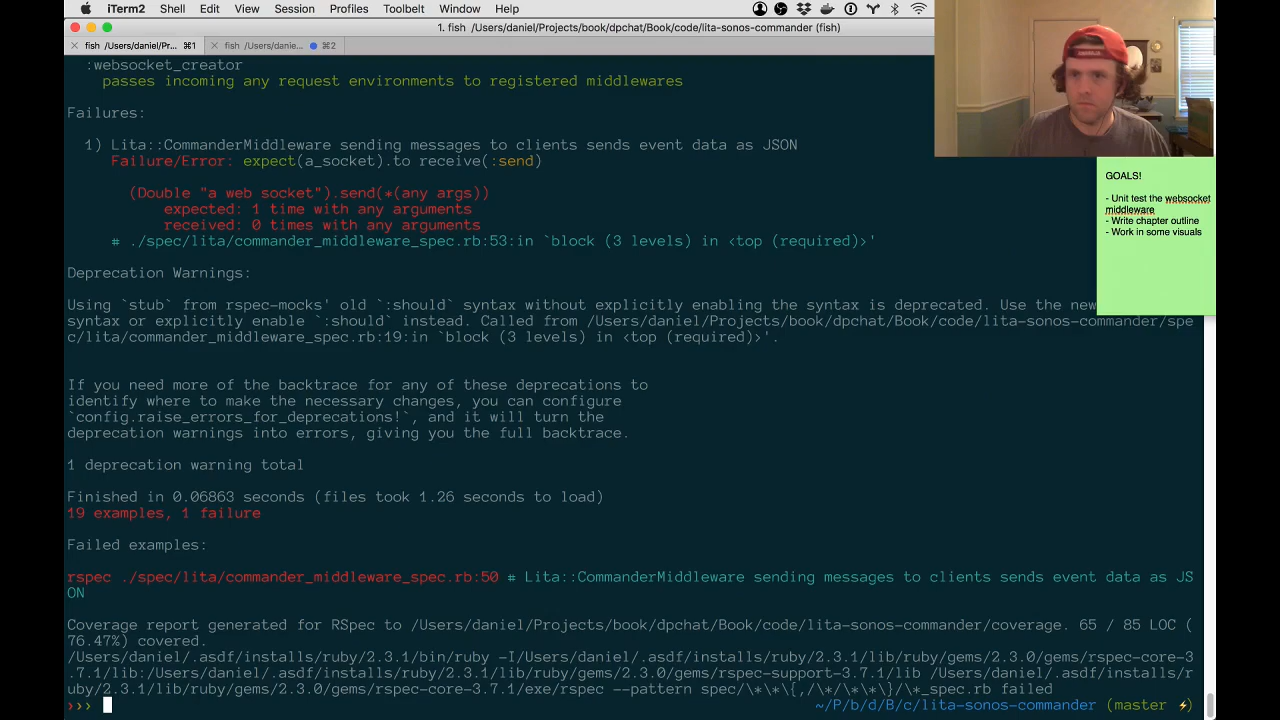 iTerm2 Shell Edit View Session Profiles Toolbelt Window Help
1. fish /Users/daniel/Projects/book/dpchat/Book/code/lita-sonos-commander (fish)
fish /Users/daniel/Pr... ⌘1 fish /Users/danie... ⌘2
:websocket_creator
passes incoming any request environments to registered middlewares
Failures:
1) Lita::CommanderMiddleware sending messages to clients sends event data as JSON
Failure/Error: expect(a_socket).to receive(:send)
(Double "a web socket").send(*(any args))
expected: 1 time with any arguments
received: 0 times with any arguments
# ./spec/lita/commander_middleware_spec.rb:53:in `block (3 levels) in <top (required)>'
Deprecation Warnings:
Using `stub` from rspec-mocks' old `:should` syntax without explicitly enabling the syntax is deprecated. Use the new
syntax or explicitly enable `:should` instead. Called from /Users/daniel/Projects/book/dpchat/Book/code/lita-sonos-commander/spe
c/lita/commander_middleware_spec.rb:19:in `block (3 levels) in <top (required)>'.
If you need more of the backtrace for any of these deprecations to
identify where to make the necessary changes, you can configure
`config.raise_errors_for_deprecations!`, and it will turn the
deprecation warnings into errors, giving you the full backtrace.
1 deprecation warning total
Finished in 0.06863 seconds (files took 1.26 seconds to load)
19 examples, 1 failure
Failed examples:
rspec ./spec/lita/commander_middleware_spec.rb:50 # Lita::CommanderMiddleware sending messages to clients sends event data as JS
ON
Coverage report generated for RSpec to /Users/daniel/Projects/book/dpchat/Book/code/lita-sonos-commander/coverage. 65 / 85 LOC (
76.47%) covered.
/Users/daniel/.asdf/installs/ruby/2.3.1/bin/ruby -I/Users/daniel/.asdf/installs/ruby/2.3.1/lib/ruby/gems/2.3.0/gems/rspec-core-3
.7.1/lib:/Users/daniel/.asdf/installs/ruby/2.3.1/lib/ruby/gems/2.3.0/gems/rspec-support-3.7.1/lib /Users/daniel/.asdf/installs/r
uby/2.3.1/lib/ruby/gems/2.3.0/gems/rspec-core-3.7.1/exe/rspec --pattern spec/\*\*\{,/\*/\*\*\}/\*_spec.rb failed
❯❯❯ ~/P/b/d/B/c/lita-sonos-commander (master ⚡)
GOALS!
- Unit test the websocket
middleware
- Write chapter outline
- Work in some visuals